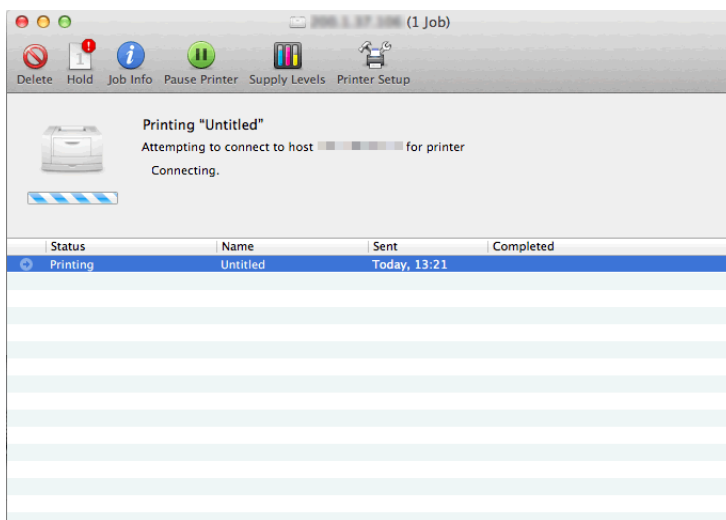 (1 Job)
1
Delete Hold Job Info Pause Printer Supply Levels Printer Setup
Printing “Untitled”
Attempting to connect to host for printer
Connecting.
Status Name Sent Completed
Printing Untitled Today, 13:21